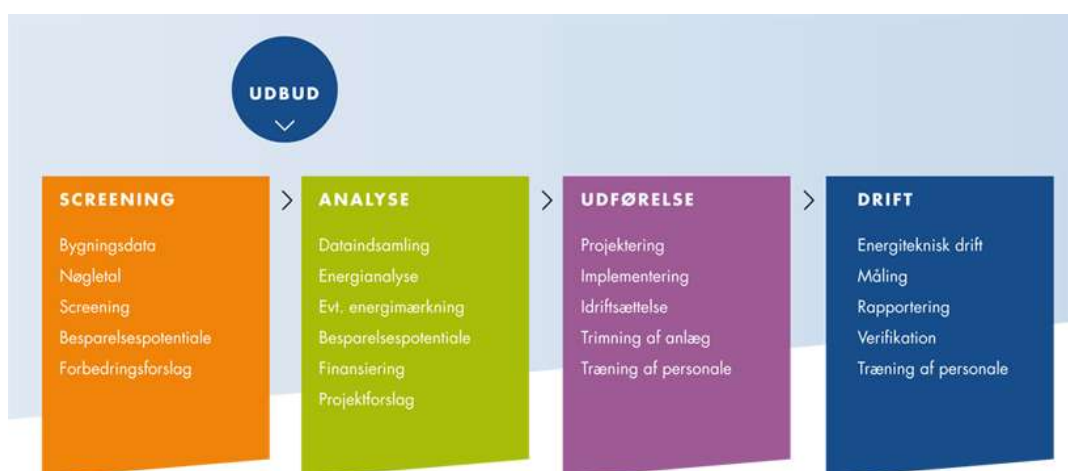 UDBUD
SCREENING
Bygningsdata
Nøgletal
Screening
Besparelsespotentiale
Forbedringsforslag
ANALYSE
Dataindsamling
Energianalyse
Evt. energimærkning
Besparelsespotentiale
Finansiering
Projektforslag
UDFØRELSE
Projektering
Implementering
Idriftsættelse
Trimning af anlæg
Træning af personale
DRIFT
Energiteknisk drift
Måling
Rapportering
Verifikation
Træning af personale